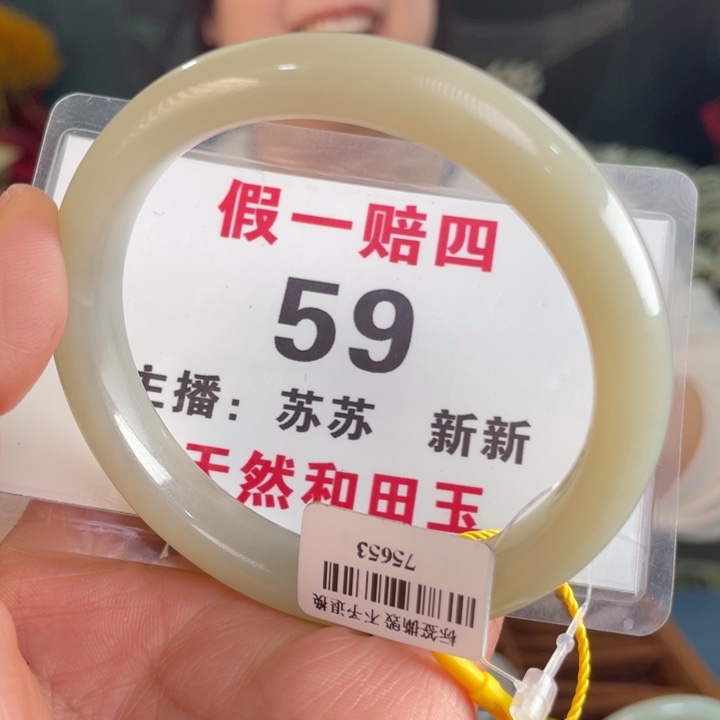 假一赔四
59
主播：苏苏 新新
天然和田玉
标签撕毁 不予退换
75653